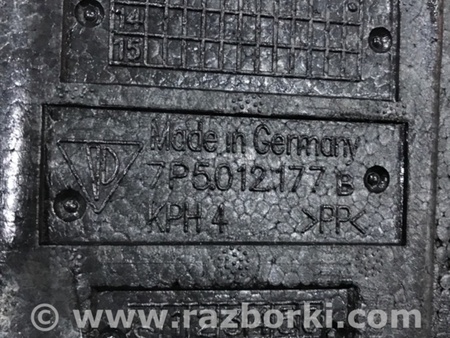 14
15
Made in Germany
7P5.012.177. B
KPH 4 >PP<
© www.razborki.com